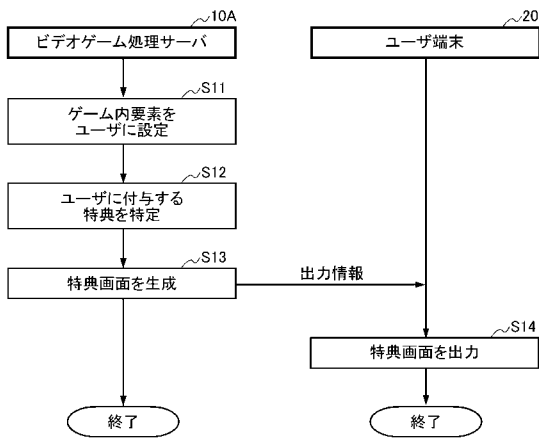 10A
ビデオゲーム処理サーバ
20
ユーザ端末
S11
ゲーム内要素を
ユーザに設定
S12
ユーザに付与する
特典を特定
S13
特典画面を生成
出力情報
S14
特典画面を出力
終了
終了